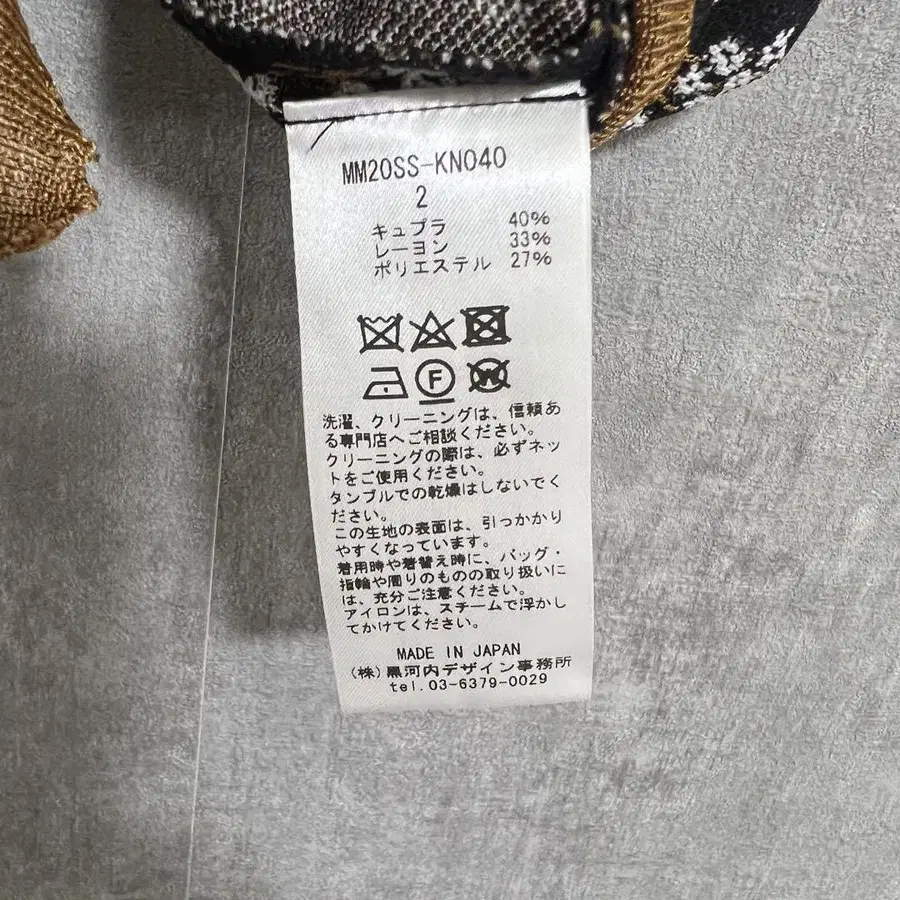 MM20SS-KN040
2
キュプラ 40%
レーヨン 33%
ポリエステル 27%
F
W
洗濯、クリーニングは、信頼あ
る専門店へご相談ください。
クリーニングの際は、必ずネッ
トをご使用ください。
タンブルでの乾燥はしないでく
ださい。
この生地の表面は、引っかかり
やすくなっています。
着用時や着替え時に、バッグ・
指輪や周りのものの取り扱いに
は、充分ご注意ください。
アイロンは、スチームで浮かし
てかけてください。
MADE IN JAPAN
(株)黒河内デザイン事務所
tel.03-6379-0029